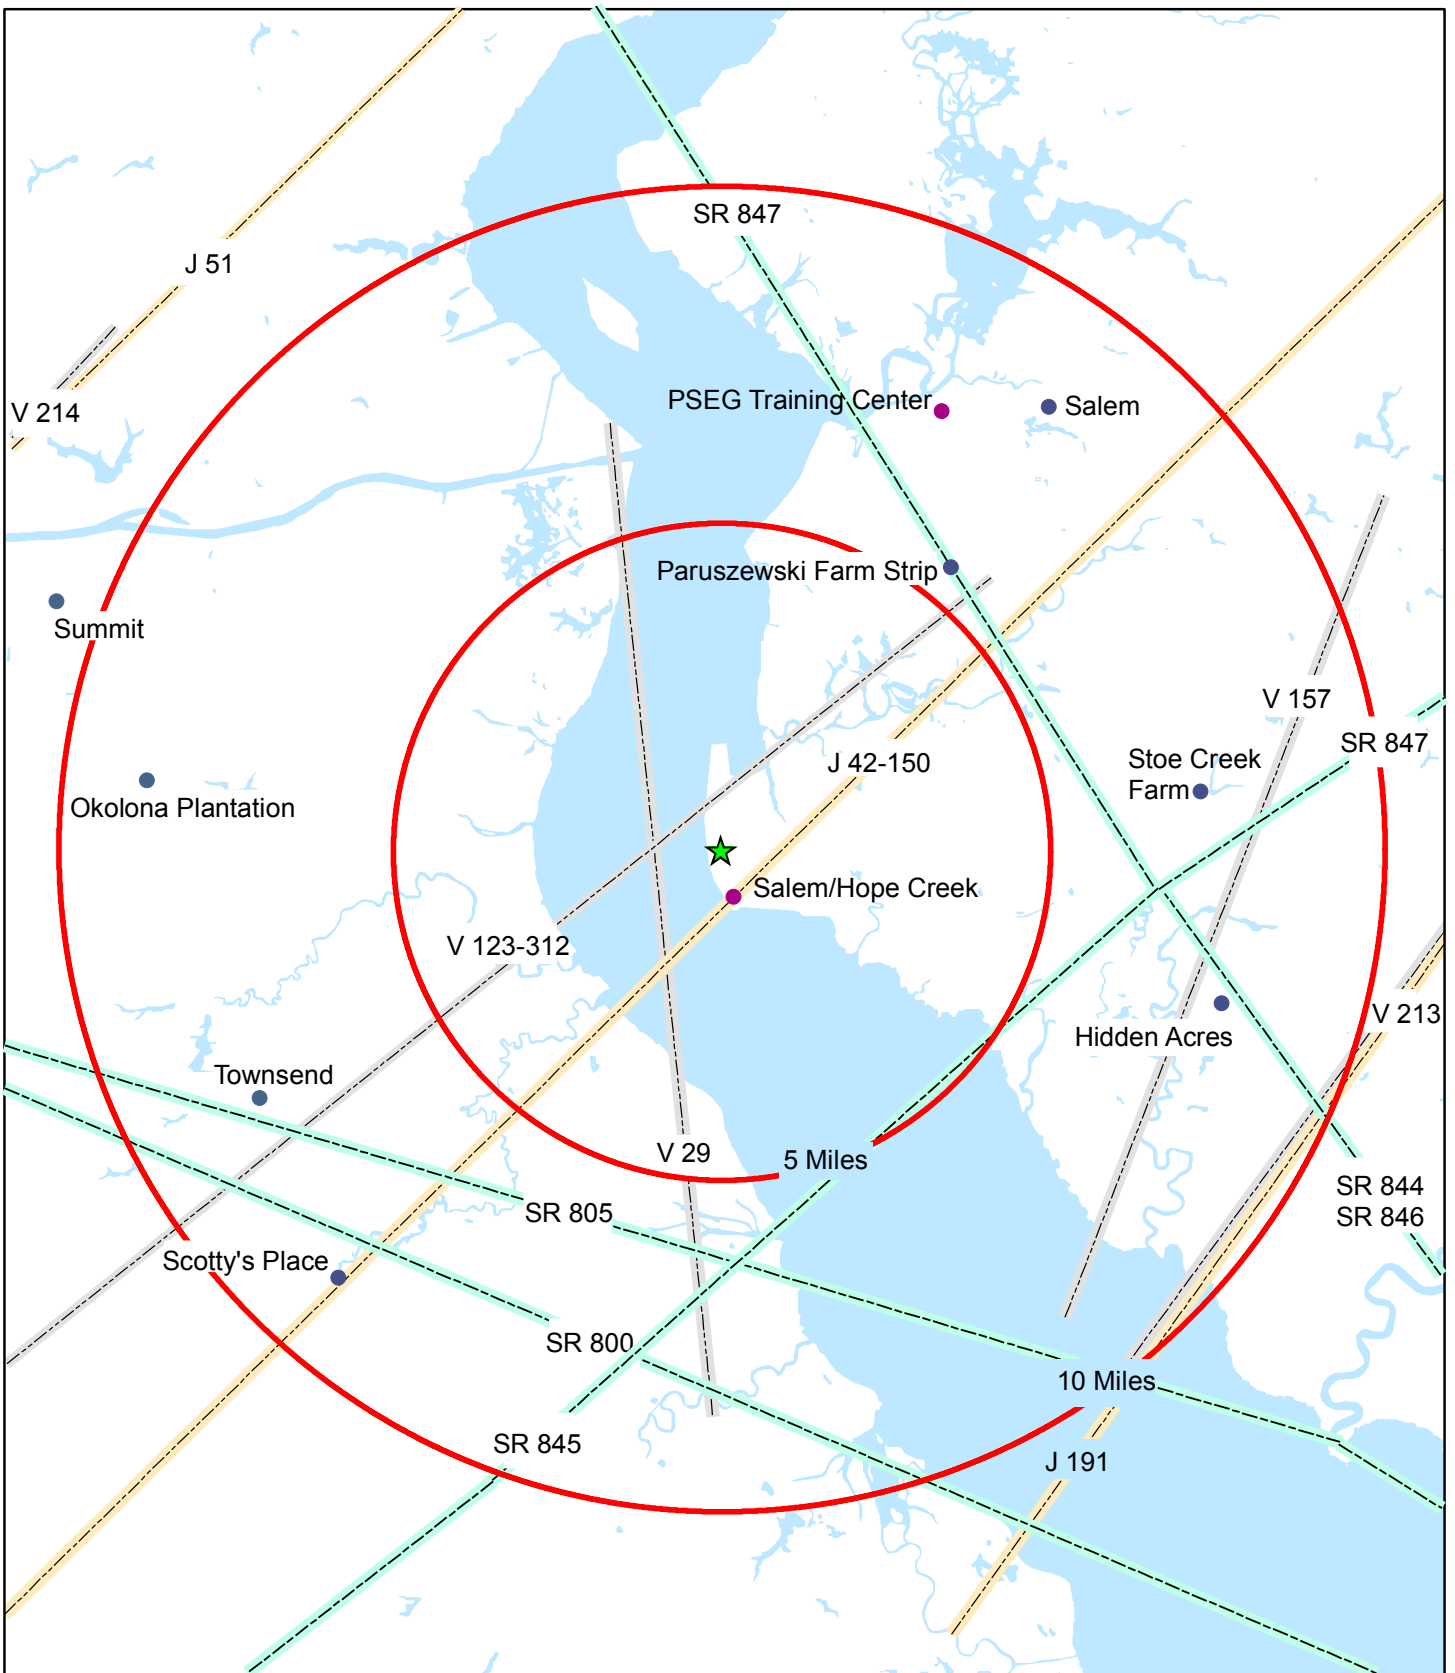 SR 847
J 51
V 214
PSEG Training Center
Salem
Paruszewski Farm Strip
Summit
V 157
SR 847
J 42-150
Stoe Creek
Farm
Okolona Plantation
Salem/Hope Creek
V 123-312
V 213
Hidden Acres
Townsend
V 29
5 Miles
SR 844
SR 846
SR 805
Scotty's Place
SR 800
10 Miles
SR 845
J 191